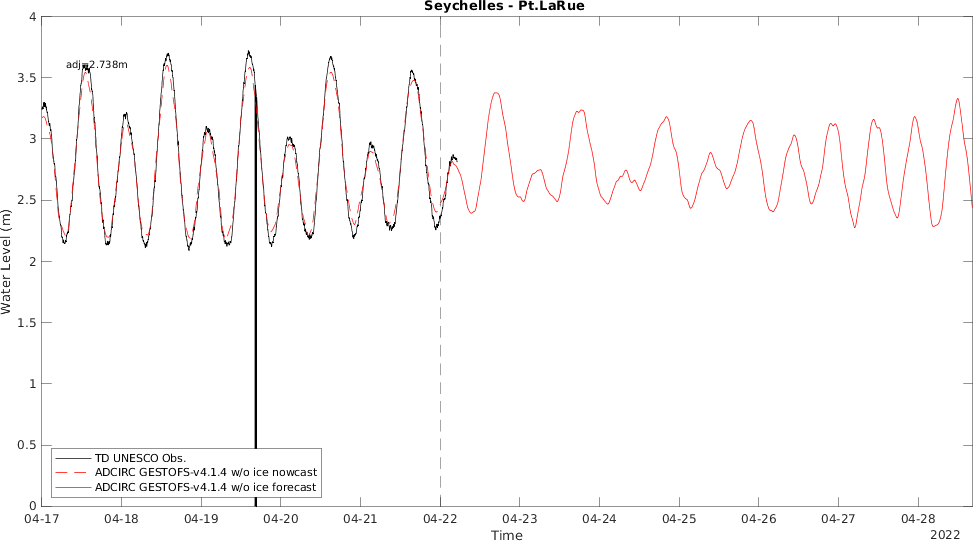 Seychelles - Pt.LaRue
4
adj=2.738m
3.5
3
2.5
2
1.5
1
0.5
0
Water Level (m)
TD UNESCO Obs.
ADCIRC GESTOFS-v4.1.4 w/o ice nowcast
ADCIRC GESTOFS-v4.1.4 w/o ice forecast
04-17 04-18 04-19 04-20 04-21 04-22 04-23 04-24 04-25 04-26 04-27 04-28
Time
2022